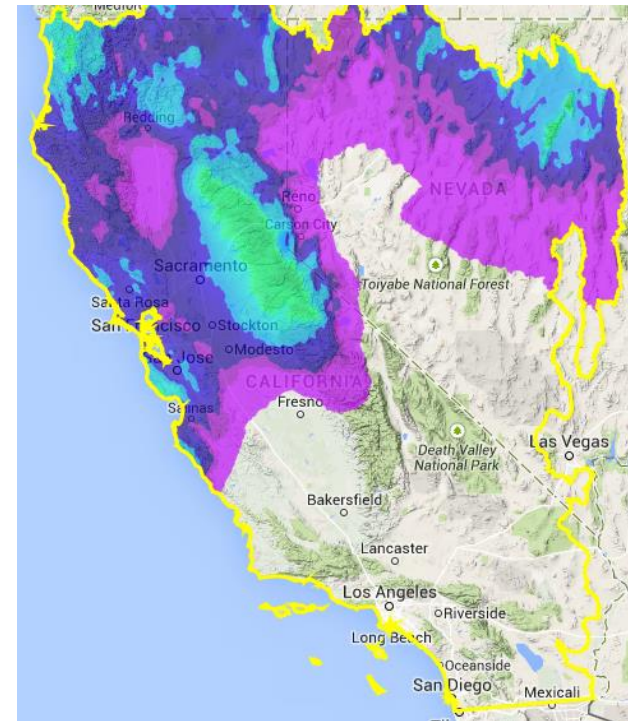 Medford
Redding
NEVADA
Reno
Carson City
Sacramento
Toiyabe National Forest
Santa Rosa
San Francisco
Stockton
Modesto
San Jose
CALIFORNIA
Salinas
Fresno
Las Vegas
Death Valley
National Park
Bakersfield
Lancaster
Los Angeles
Riverside
Long Beach
Oceanside
San Diego
Mexicali